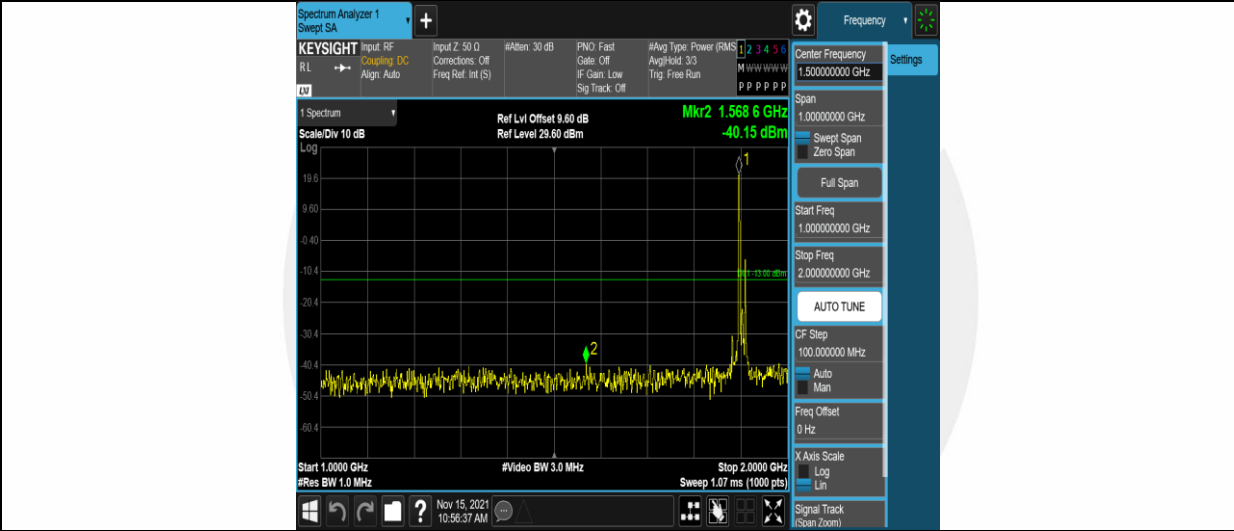 Spectrum Analyzer 1
Swept SA
+
Frequency
KEYSIGHT
RL
LXI
Input: RF
Coupling: DC
Align: Auto
Input Z: 50 Ω
Corrections: Off
Freq Ref: Int (S)
#Atten: 30 dB
PNO: Fast
Gate: Off
IF Gain: Low
Sig Track: Off
#Avg Type: Power (RMS
Avg|Hold: 3/3
Trig: Free Run
1 2 3 4 5 6
M W W W W W
P P P P P P
1 Spectrum
Scale/Div 10 dB
Ref Lvl Offset 9.60 dB
Ref Level 29.60 dBm
Mkr2 1.568 6 GHz
-40.15 dBm
Log
1
19.6
9.60
-0.40
-10.4
DL1 -13.00 dBm
-20.4
-30.4
2
-40.4
-50.4
-60.4
Start 1.0000 GHz
#Video BW 3.0 MHz
Stop 2.0000 GHz
#Res BW 1.0 MHz
Sweep 1.07 ms (1000 pts)
?
Nov 15, 2021
10:56:37 AM
Center Frequency
1.500000000 GHz
Settings
Span
1.00000000 GHz
Swept Span
Zero Span
Full Span
Start Freq
1.000000000 GHz
Stop Freq
2.000000000 GHz
AUTO TUNE
CF Step
100.000000 MHz
Auto
Man
Freq Offset
0 Hz
X Axis Scale
Log
Lin
Signal Track
(Span Zoom)